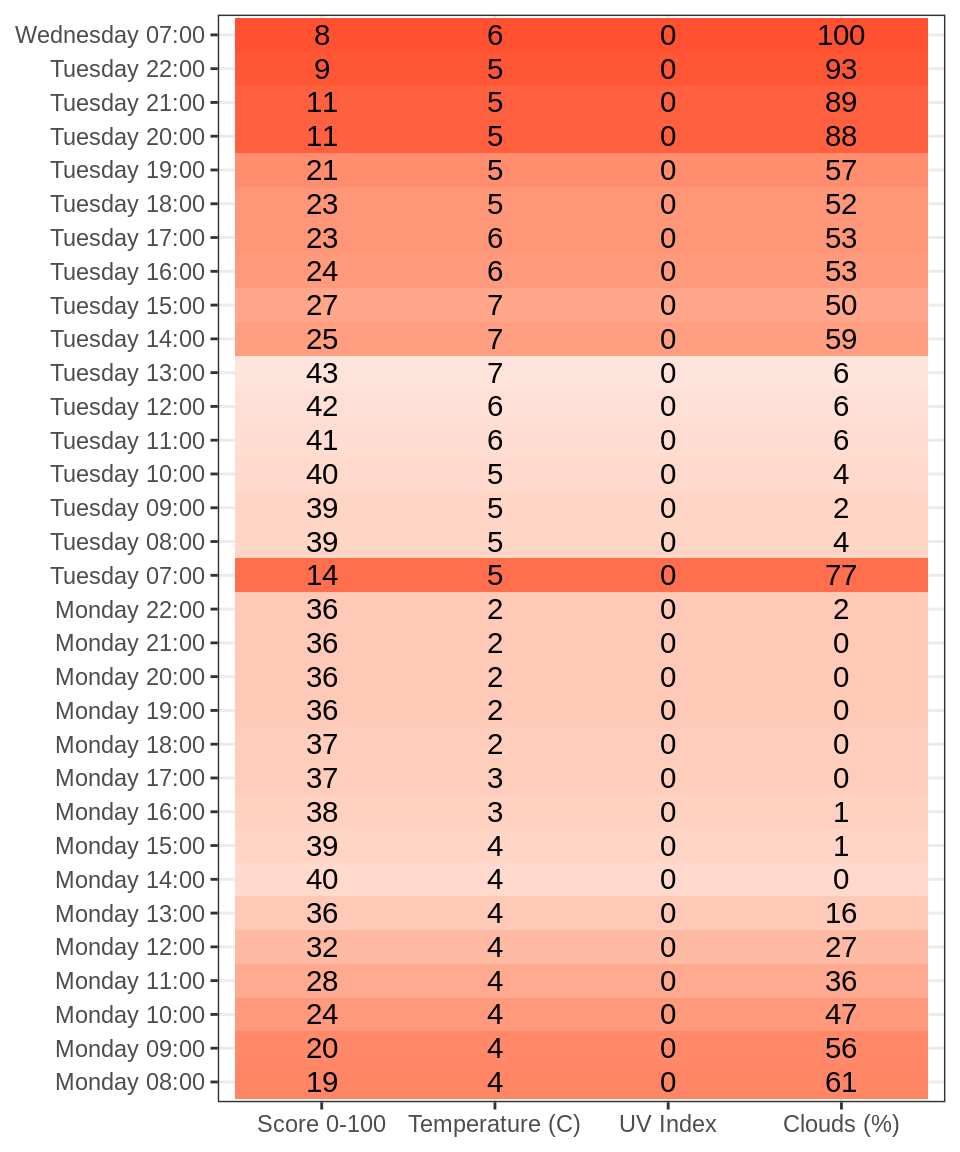 Wednesday 07:00 8 6 0 100
Tuesday 22:00 9 5 0 93
Tuesday 21:00 11 5 0 89
Tuesday 20:00 11 5 0 88
Tuesday 19:00 21 5 0 57
Tuesday 18:00 23 5 0 52
Tuesday 17:00 23 6 0 53
Tuesday 16:00 24 6 0 53
Tuesday 15:00 27 7 0 50
Tuesday 14:00 25 7 0 59
Tuesday 13:00 43 7 0 6
Tuesday 12:00 42 6 0 6
Tuesday 11:00 41 6 0 6
Tuesday 10:00 40 5 0 4
Tuesday 09:00 39 5 0 2
Tuesday 08:00 39 5 0 4
Tuesday 07:00 14 5 0 77
Monday 22:00 36 2 0 2
Monday 21:00 36 2 0 0
Monday 20:00 36 2 0 0
Monday 19:00 36 2 0 0
Monday 18:00 37 2 0 0
Monday 17:00 37 3 0 0
Monday 16:00 38 3 0 1
Monday 15:00 39 4 0 1
Monday 14:00 40 4 0 0
Monday 13:00 36 4 0 16
Monday 12:00 32 4 0 27
Monday 11:00 28 4 0 36
Monday 10:00 24 4 0 47
Monday 09:00 20 4 0 56
Monday 08:00 19 4 0 61
Score 0-100 Temperature (C) UV Index Clouds (%)